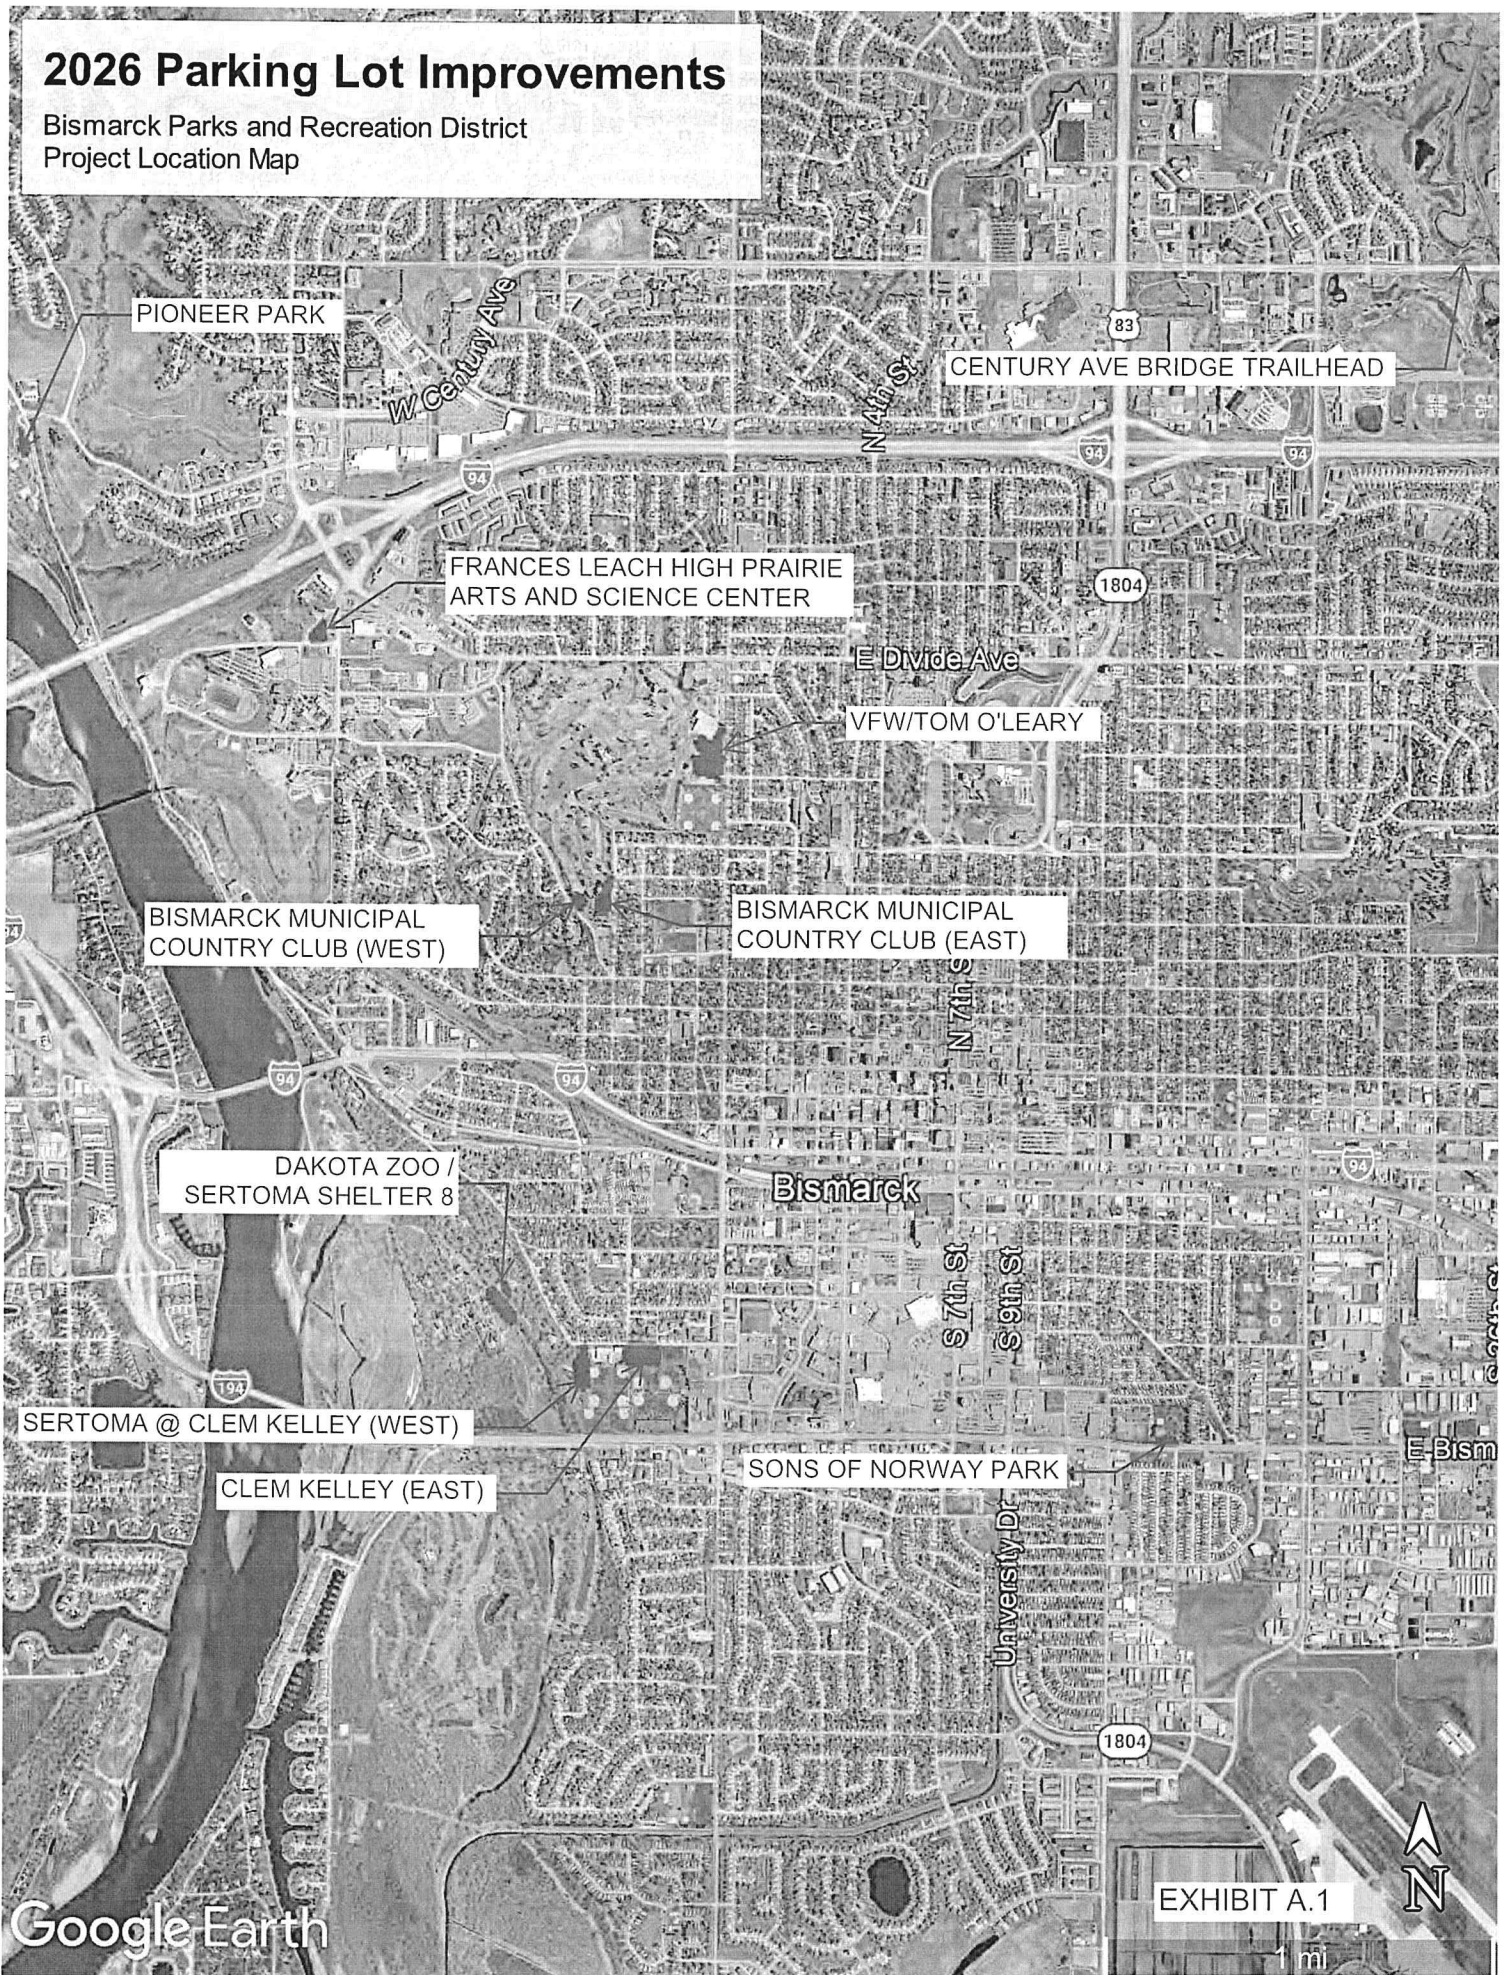 2026 Parking Lot Improvements
Bismarck Parks and Recreation District
Project Location Map
PIONEER PARK
W Century Ave
N 4th St
83
CENTURY AVE BRIDGE TRAILHEAD
94
94
94
FRANCES LEACH HIGH PRAIRIE
ARTS AND SCIENCE CENTER
1804
E Divide Ave
VFW/TOM O'LEARY
BISMARCK MUNICIPAL
COUNTRY CLUB (WEST)
BISMARCK MUNICIPAL
COUNTRY CLUB (EAST)
N 7th S
94
94
94
DAKOTA ZOO /
SERTOMA SHELTER 8
Bismarck
S 7th St
S 9th St
194
SERTOMA @ CLEM KELLEY (WEST)
E Bism
CLEM KELLEY (EAST)
SONS OF NORWAY PARK
University Dr
1804
N
EXHIBIT A.1
Google Earth
1 mi